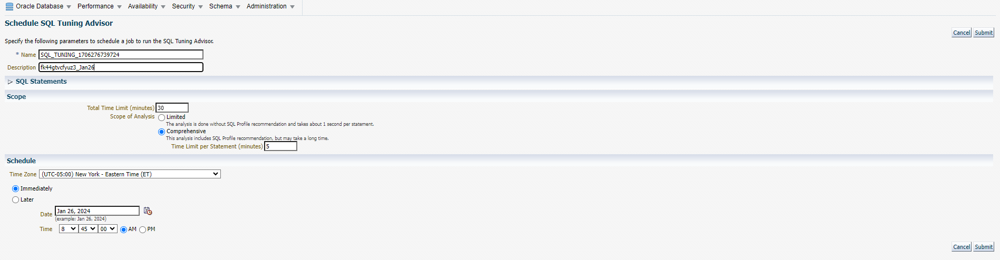 Oracle Database Performance Availability Security Schema Administration
Schedule SQL Tuning Advisor
Cancel Submit
Specify the following parameters to schedule a job to run the SQL Tuning Advisor.
* Name SQL_TUNING_1706276739724
Description fk44gtvcfyuz3_Jan26
SQL Statements
Scope
Total Time Limit (minutes) 30
Scope of Analysis Limited
The analysis is done without SQL Profile recommendation and takes about 1 second per statement.
Comprehensive
This analysis includes SQL Profile recommendation, but may take a long time.
Time Limit per Statement (minutes) 5
Schedule
Time Zone (UTC-05:00) New York - Eastern Time (ET)
Immediately
Later
Date Jan 26, 2024
(example: Jan 26, 2024)
Time 8 45 00 AM PM
Cancel Submit